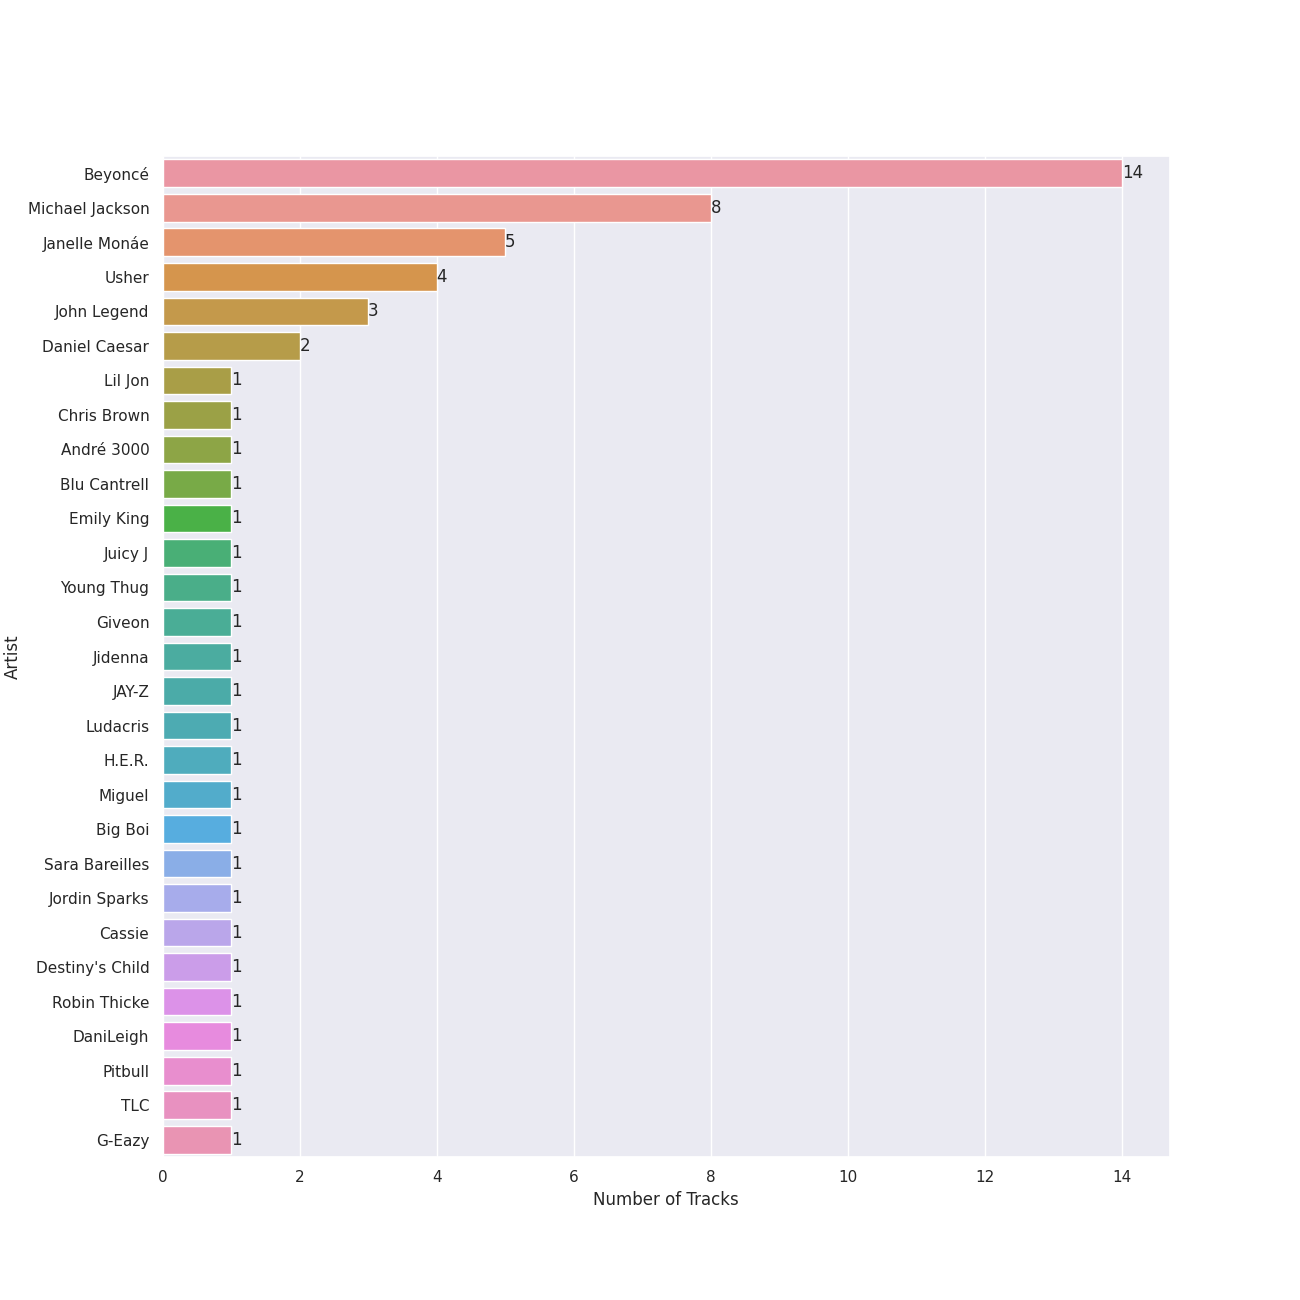 Beyoncé 14
Michael Jackson 8
Janelle Monáe 5
Usher 4
John Legend 3
Daniel Caesar 2
Lil Jon 1
Chris Brown 1
André 3000 1
Blu Cantrell 1
Emily King 1
Juicy J 1
Young Thug 1
Giveon 1
Jidenna 1
JAY-Z 1
Ludacris 1
H.E.R. 1
Miguel 1
Big Boi 1
Sara Bareilles 1
Jordin Sparks 1
Cassie 1
Destiny's Child 1
Robin Thicke 1
DaniLeigh 1
Pitbull 1
TLC 1
G-Eazy 1
Artist
0 2 4 6 8 10 12 14
Number of Tracks